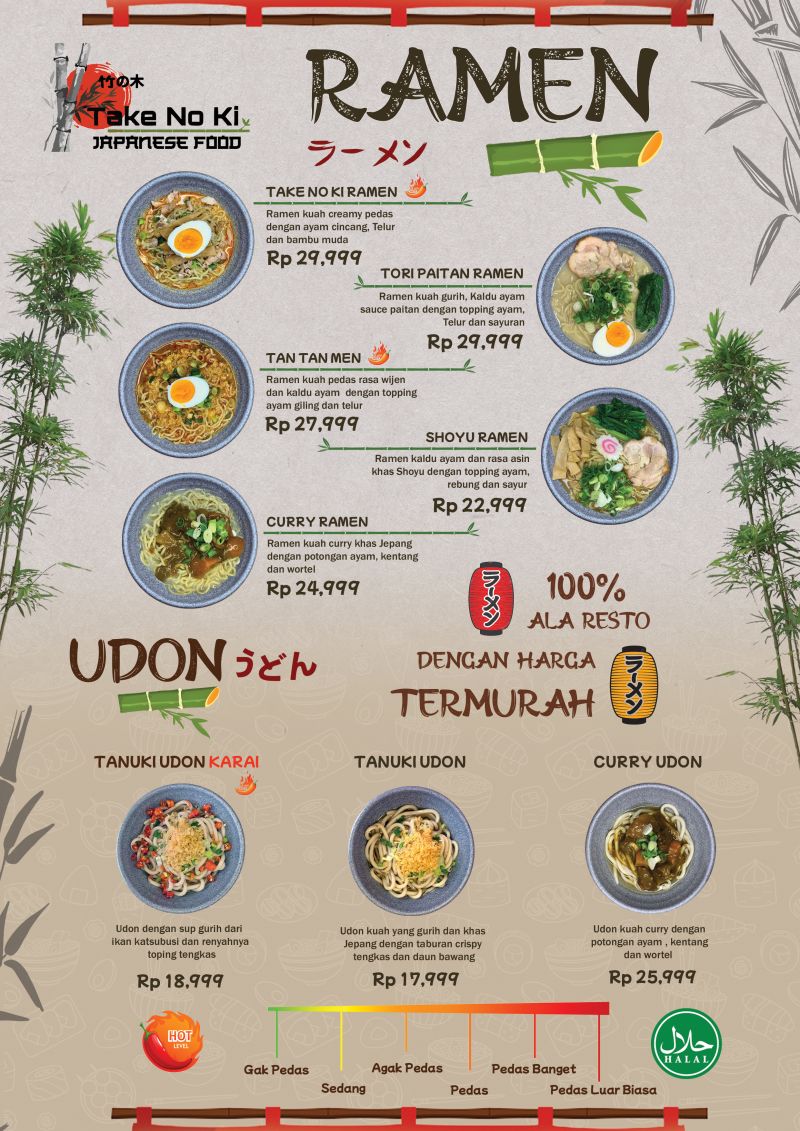 竹の木
Take No Ki
JAPANESE FOOD
RAMEN
ラーメン
TAKE NO KI RAMEN
Ramen kuah creamy pedas
dengan ayam cincang, Telur
dan bambu muda
Rp 29,999
TORI PAITAN RAMEN
Ramen kuah gurih, Kaldu ayam
sauce paitan dengan topping ayam,
Telur dan sayuran
Rp 29,999
TAN TAN MEN
Ramen kuah pedas rasa wijen
dan kaldu ayam dengan topping
ayam giling dan telur
Rp 27,999
SHOYU RAMEN
Ramen kaldu ayam dan rasa asin
khas Shoyu dengan topping ayam,
rebung dan sayur
Rp 22,999
CURRY RAMEN
Ramen kuah curry khas Jepang
dengan potongan ayam, kentang
dan wortel
Rp 24,999
ラーメン
100%
ALA RESTO
DENGAN HARGA
TERMURAH
ラーメン
UDON うどん
TANUKI UDON KARAI
Udon dengan sup gurih dari
ikan katsubusi dan renyahnya
toping tengkas
Rp 18,999
TANUKI UDON
Udon kuah yang gurih dan khas
Jepang dengan taburan crispy
tengkas dan daun bawang
Rp 17,999
CURRY UDON
Udon kuah curry dengan
potongan ayam , kentang
dan wortel
Rp 25,999
HOT
LEVEL
Gak Pedas
Sedang
Agak Pedas
Pedas
Pedas Banget
Pedas Luar Biasa
حلال
HALAL